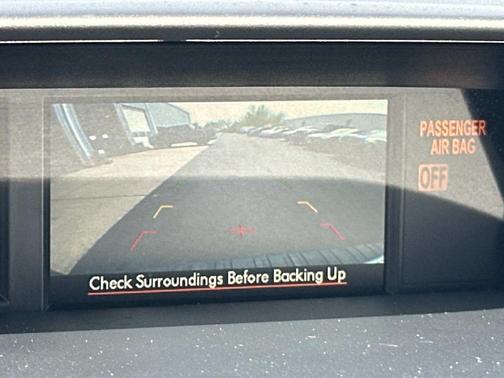 PASSENGER
AIR BAG
OFF
Check Surroundings Before Backing Up